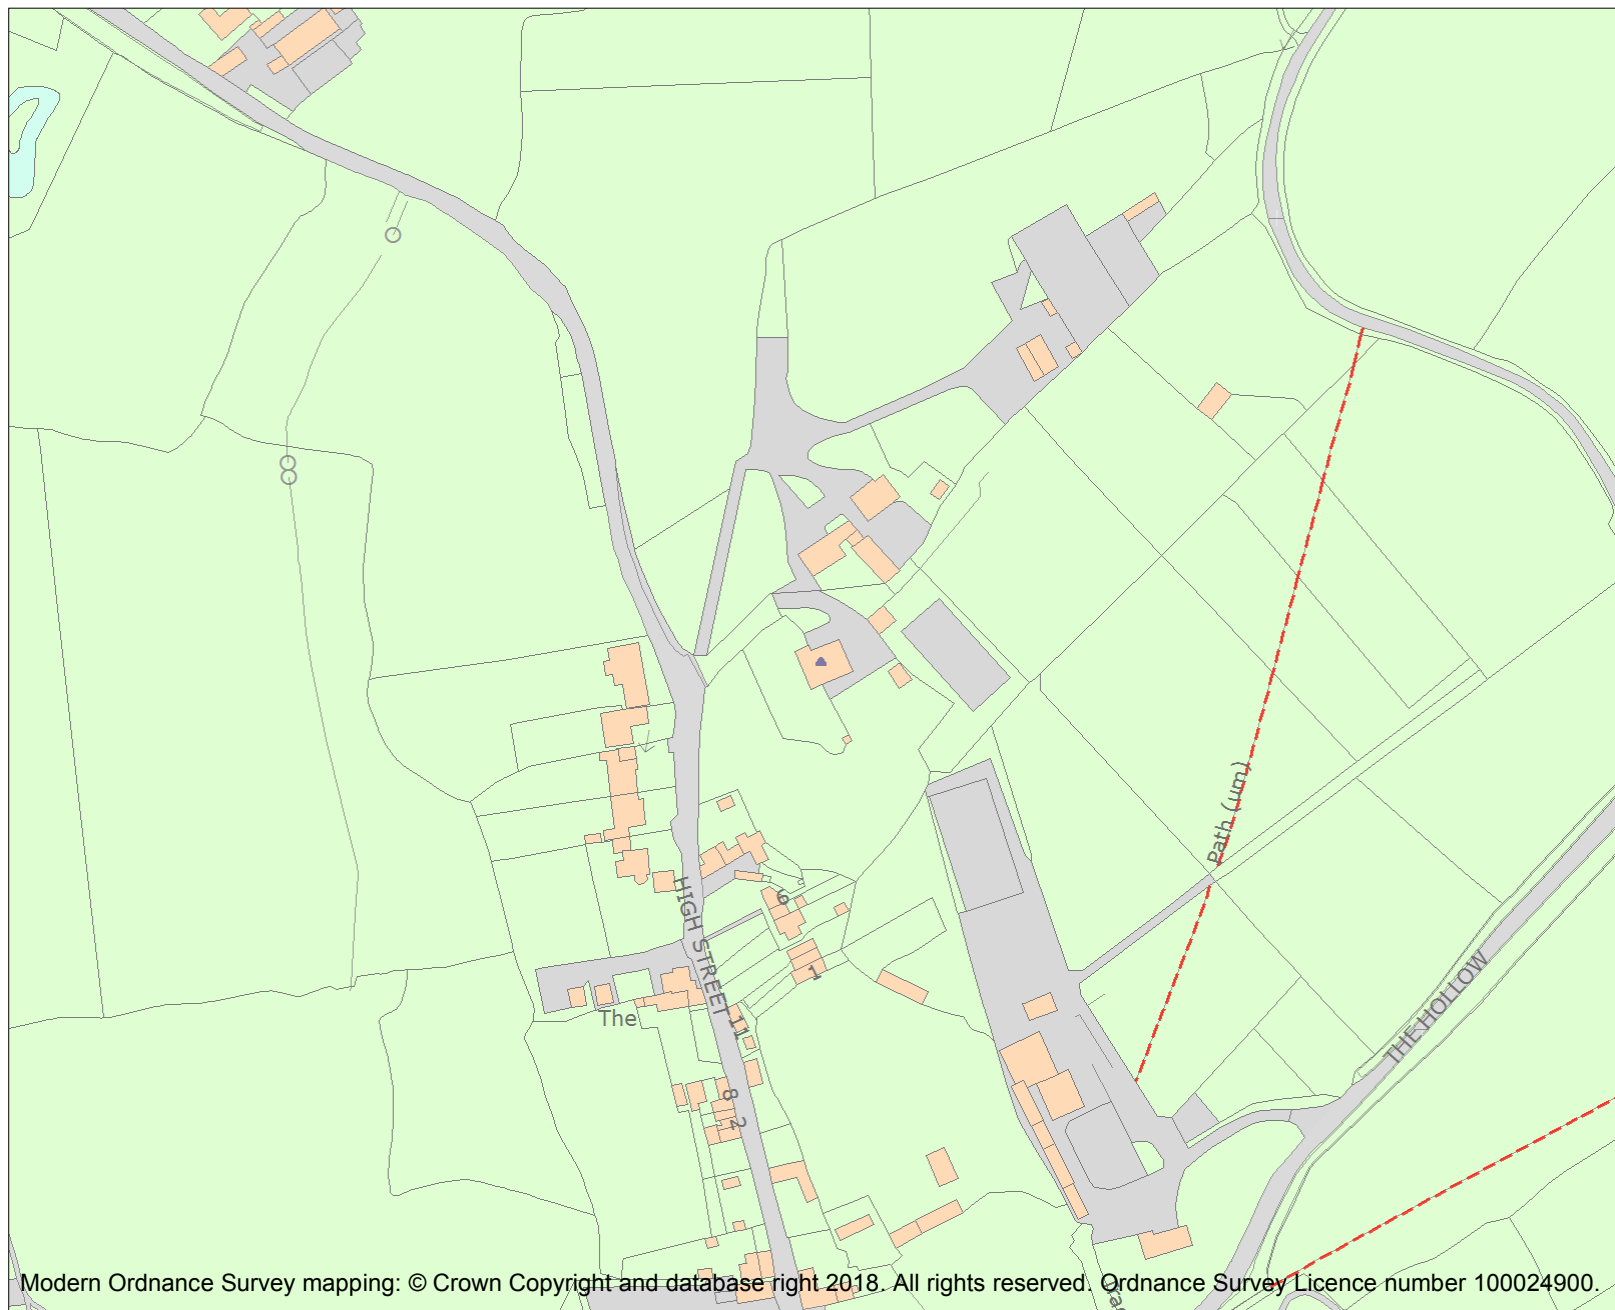 Path (um)
HIGH STREET
6
1
THE HOLLOW
The
11
8
2
Modern Ordnance Survey mapping: © Crown Copyright and database right 2018. All rights reserved. Ordnance Survey Licence number 100024900.